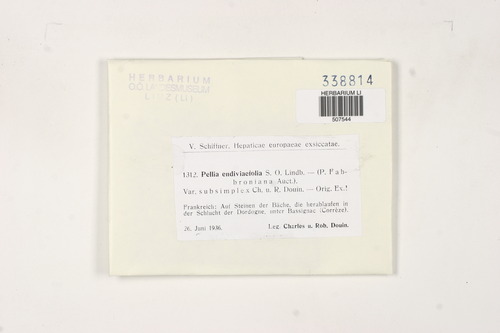 HERBARIUM
O.Ö. LANDESMUSEUM
LINZ (LI)
338814
HERBARIUM LI
507544
V. Schiffner. Hepaticae europaeae exsiccatae.
1312. Pellia endiviaefolia S. O. Lindb. — (P. Fab-
broniana Auct.).
Var. subsimplex Ch. u. R. Douin. — Orig. Ex.!
Frankreich: Auf Steinen der Bäche, die herablaufen in
der Schlucht der Dordogne, unter Bassignac (Corrèze).
26. Juni 1936.
Leg. Charles u. Rob. Douin.